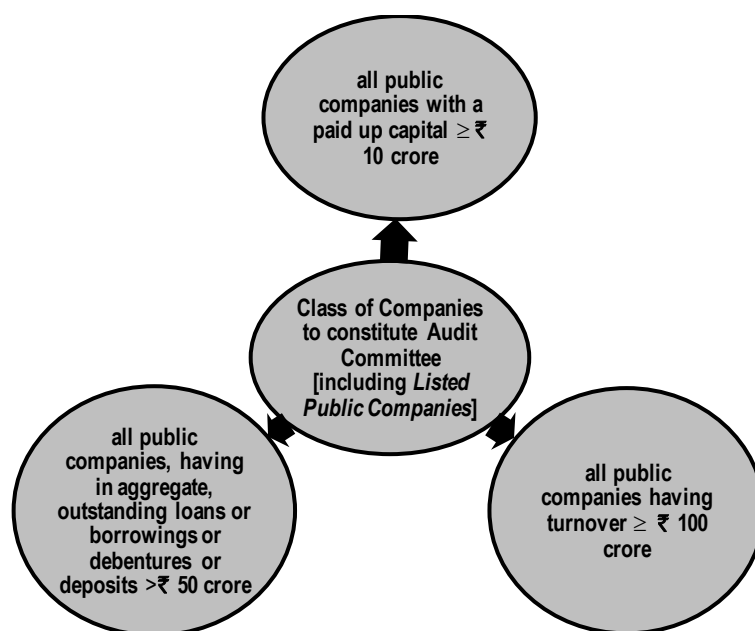 all public
companies with a
paid up capital ≥ ₹
10 crore
Class of Companies
to constitute Audit
Committee
[including Listed
Public Companies]
all public
companies, having
in aggregate,
outstanding loans or
borrowings or
debentures or
deposits >₹ 50 crore
all public
companies having
turnover ≥ ₹ 100
crore